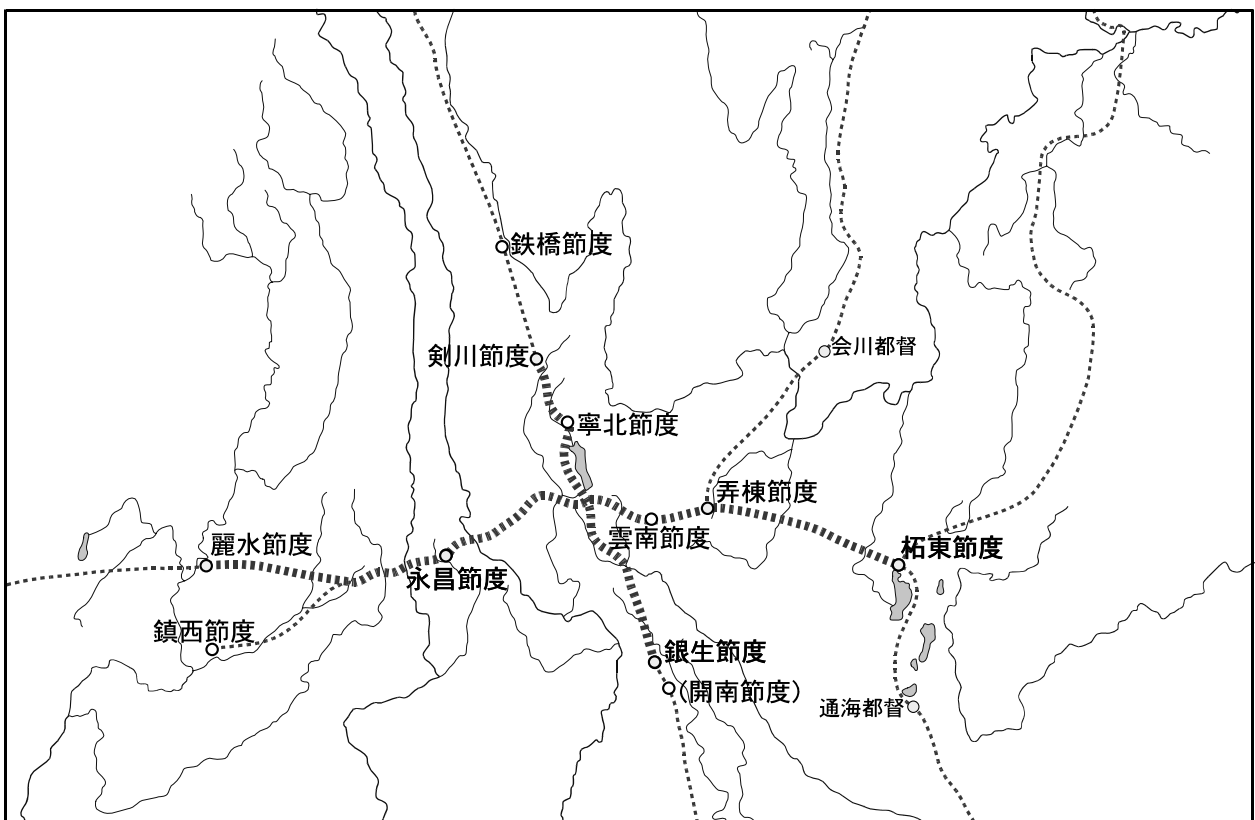 鉄橋節度
剣川節度
会川都督
寧北節度
弄棟節度
雲南節度
麗水節度
永昌節度
柘東節度
鎮西節度
銀生節度
(開南節度)
通海都督